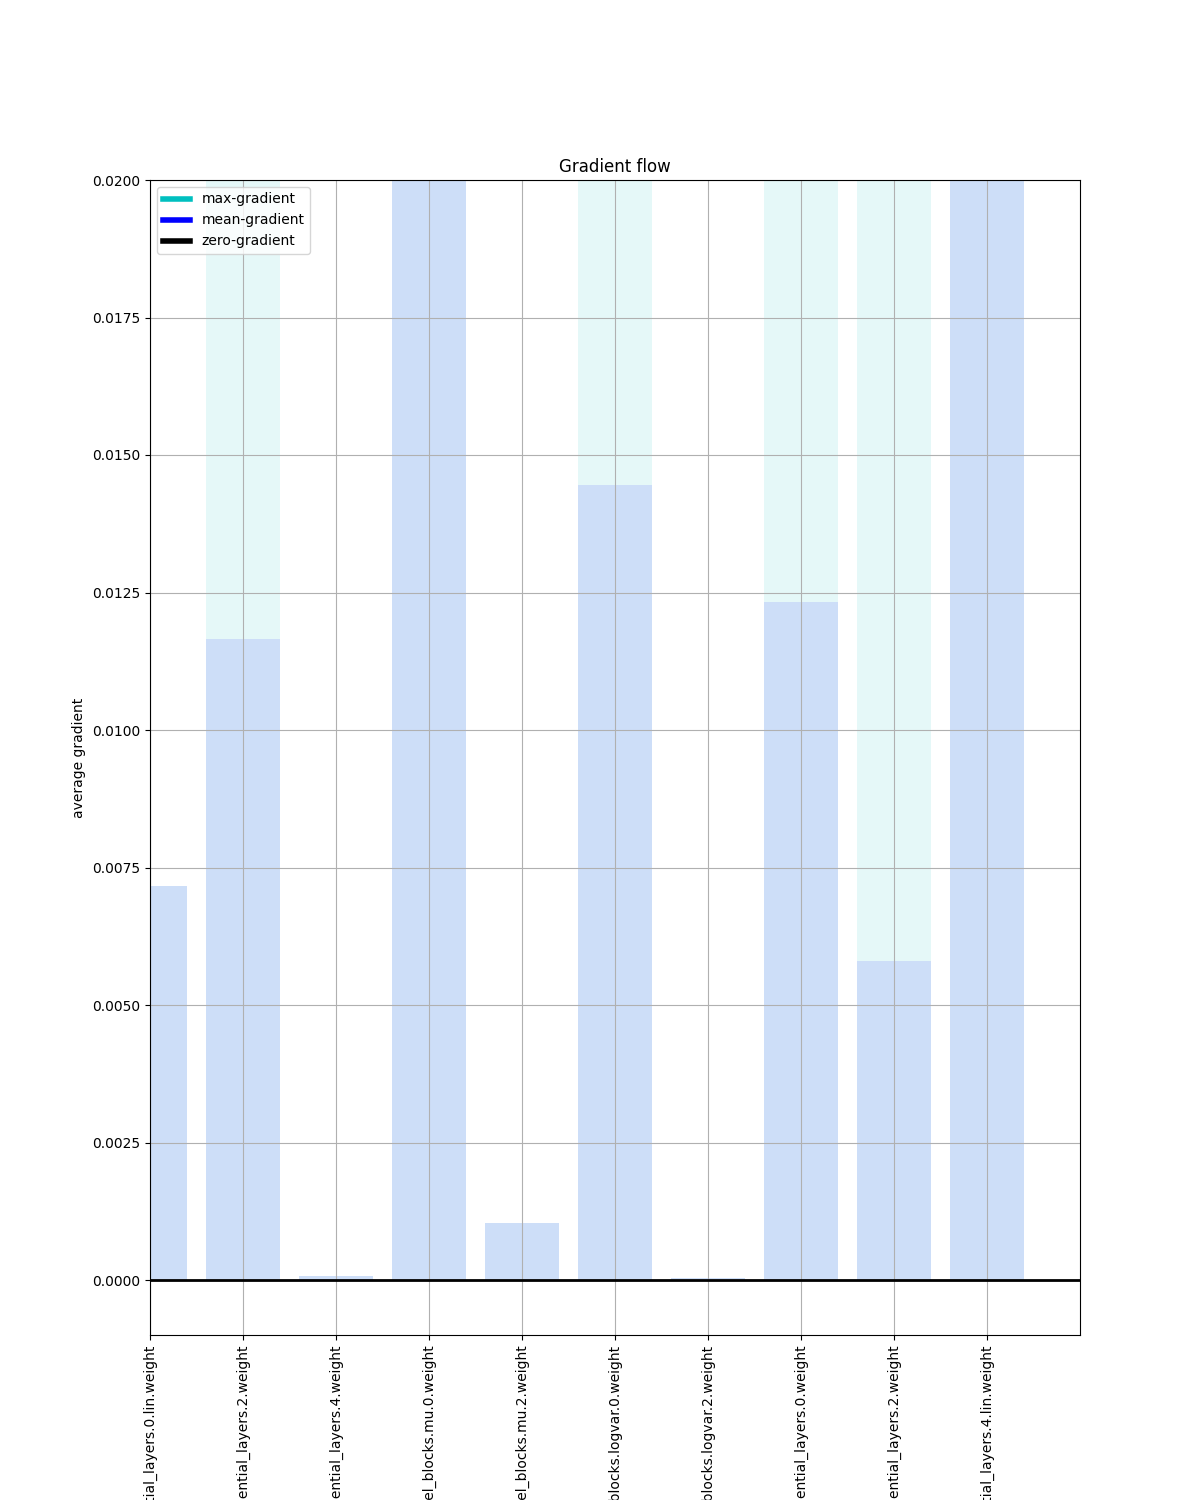 Gradient flow
max-gradient
mean-gradient
zero-gradient
average gradient
0.0200
0.0175
0.0150
0.0125
0.0100
0.0075
0.0050
0.0025
0.0000
tial_layers.0.lin.weight
ential_layers.2.weight
ential_layers.4.weight
el_blocks.mu.0.weight
el_blocks.mu.2.weight
blocks.logvar.0.weight
blocks.logvar.2.weight
ential_layers.0.weight
ential_layers.2.weight
tial_layers.4.lin.weight